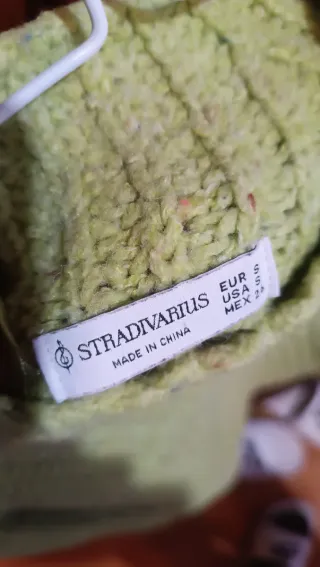 STRADIVARIUS
MADE IN CHINA
EUR S
USA S
MEX